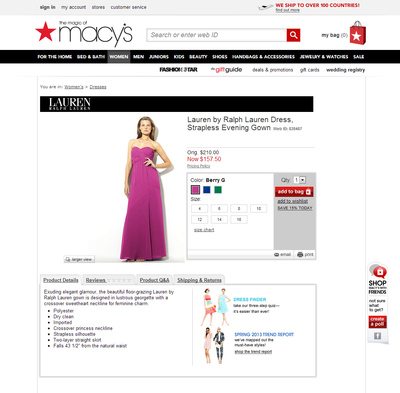 sign in my account stores customer service
WE SHIP TO OVER 100 COUNTRIES!
the magic of
macy's
Search or enter web ID
my bag (0)
FOR THE HOME BED & BATH WOMEN MEN JUNIORS KIDS BEAUTY SHOES HANDBAGS & ACCESSORIES JEWELRY & WATCHES SALE
FASHION STAR giftguide deals & promotions gift cards wedding registry
You are in: Women's > Dresses
LAUREN
RALPH LAUREN
Lauren by Ralph Lauren Dress,
Strapless Evening Gown Web ID: 
Orig. $210.00
Now $157.50
Pricing Policy
Color: Berry G
Size:
4 6 8 10
12 14 16
size chart
Qty: 1
add to bag
add to wishlist
SAVE 15% TODAY
email print
larger view
Product Details Reviews Product Q&A Shipping & Returns
Exuding elegant glamour, the beautiful floor-grazing Lauren by
Ralph Lauren gown is designed in lustrous georgette with a
crossover sweetheart neckline for feminine charm.
• Polyester
• Dry clean
• Imported
• Crossover princess neckline
• Strapless silhouette
• Two-layer straight skirt
• Falls 43 1/2" from the natural waist
DRESS FINDER
take our three step quiz—
it's easier than ever!
SPRING 2013 TREND REPORT
we've mapped out the
must-have styles!
shop the trend report
SHOP
MACY'S
WITH
FRIENDS
not sure
what to
get?
create a
poll